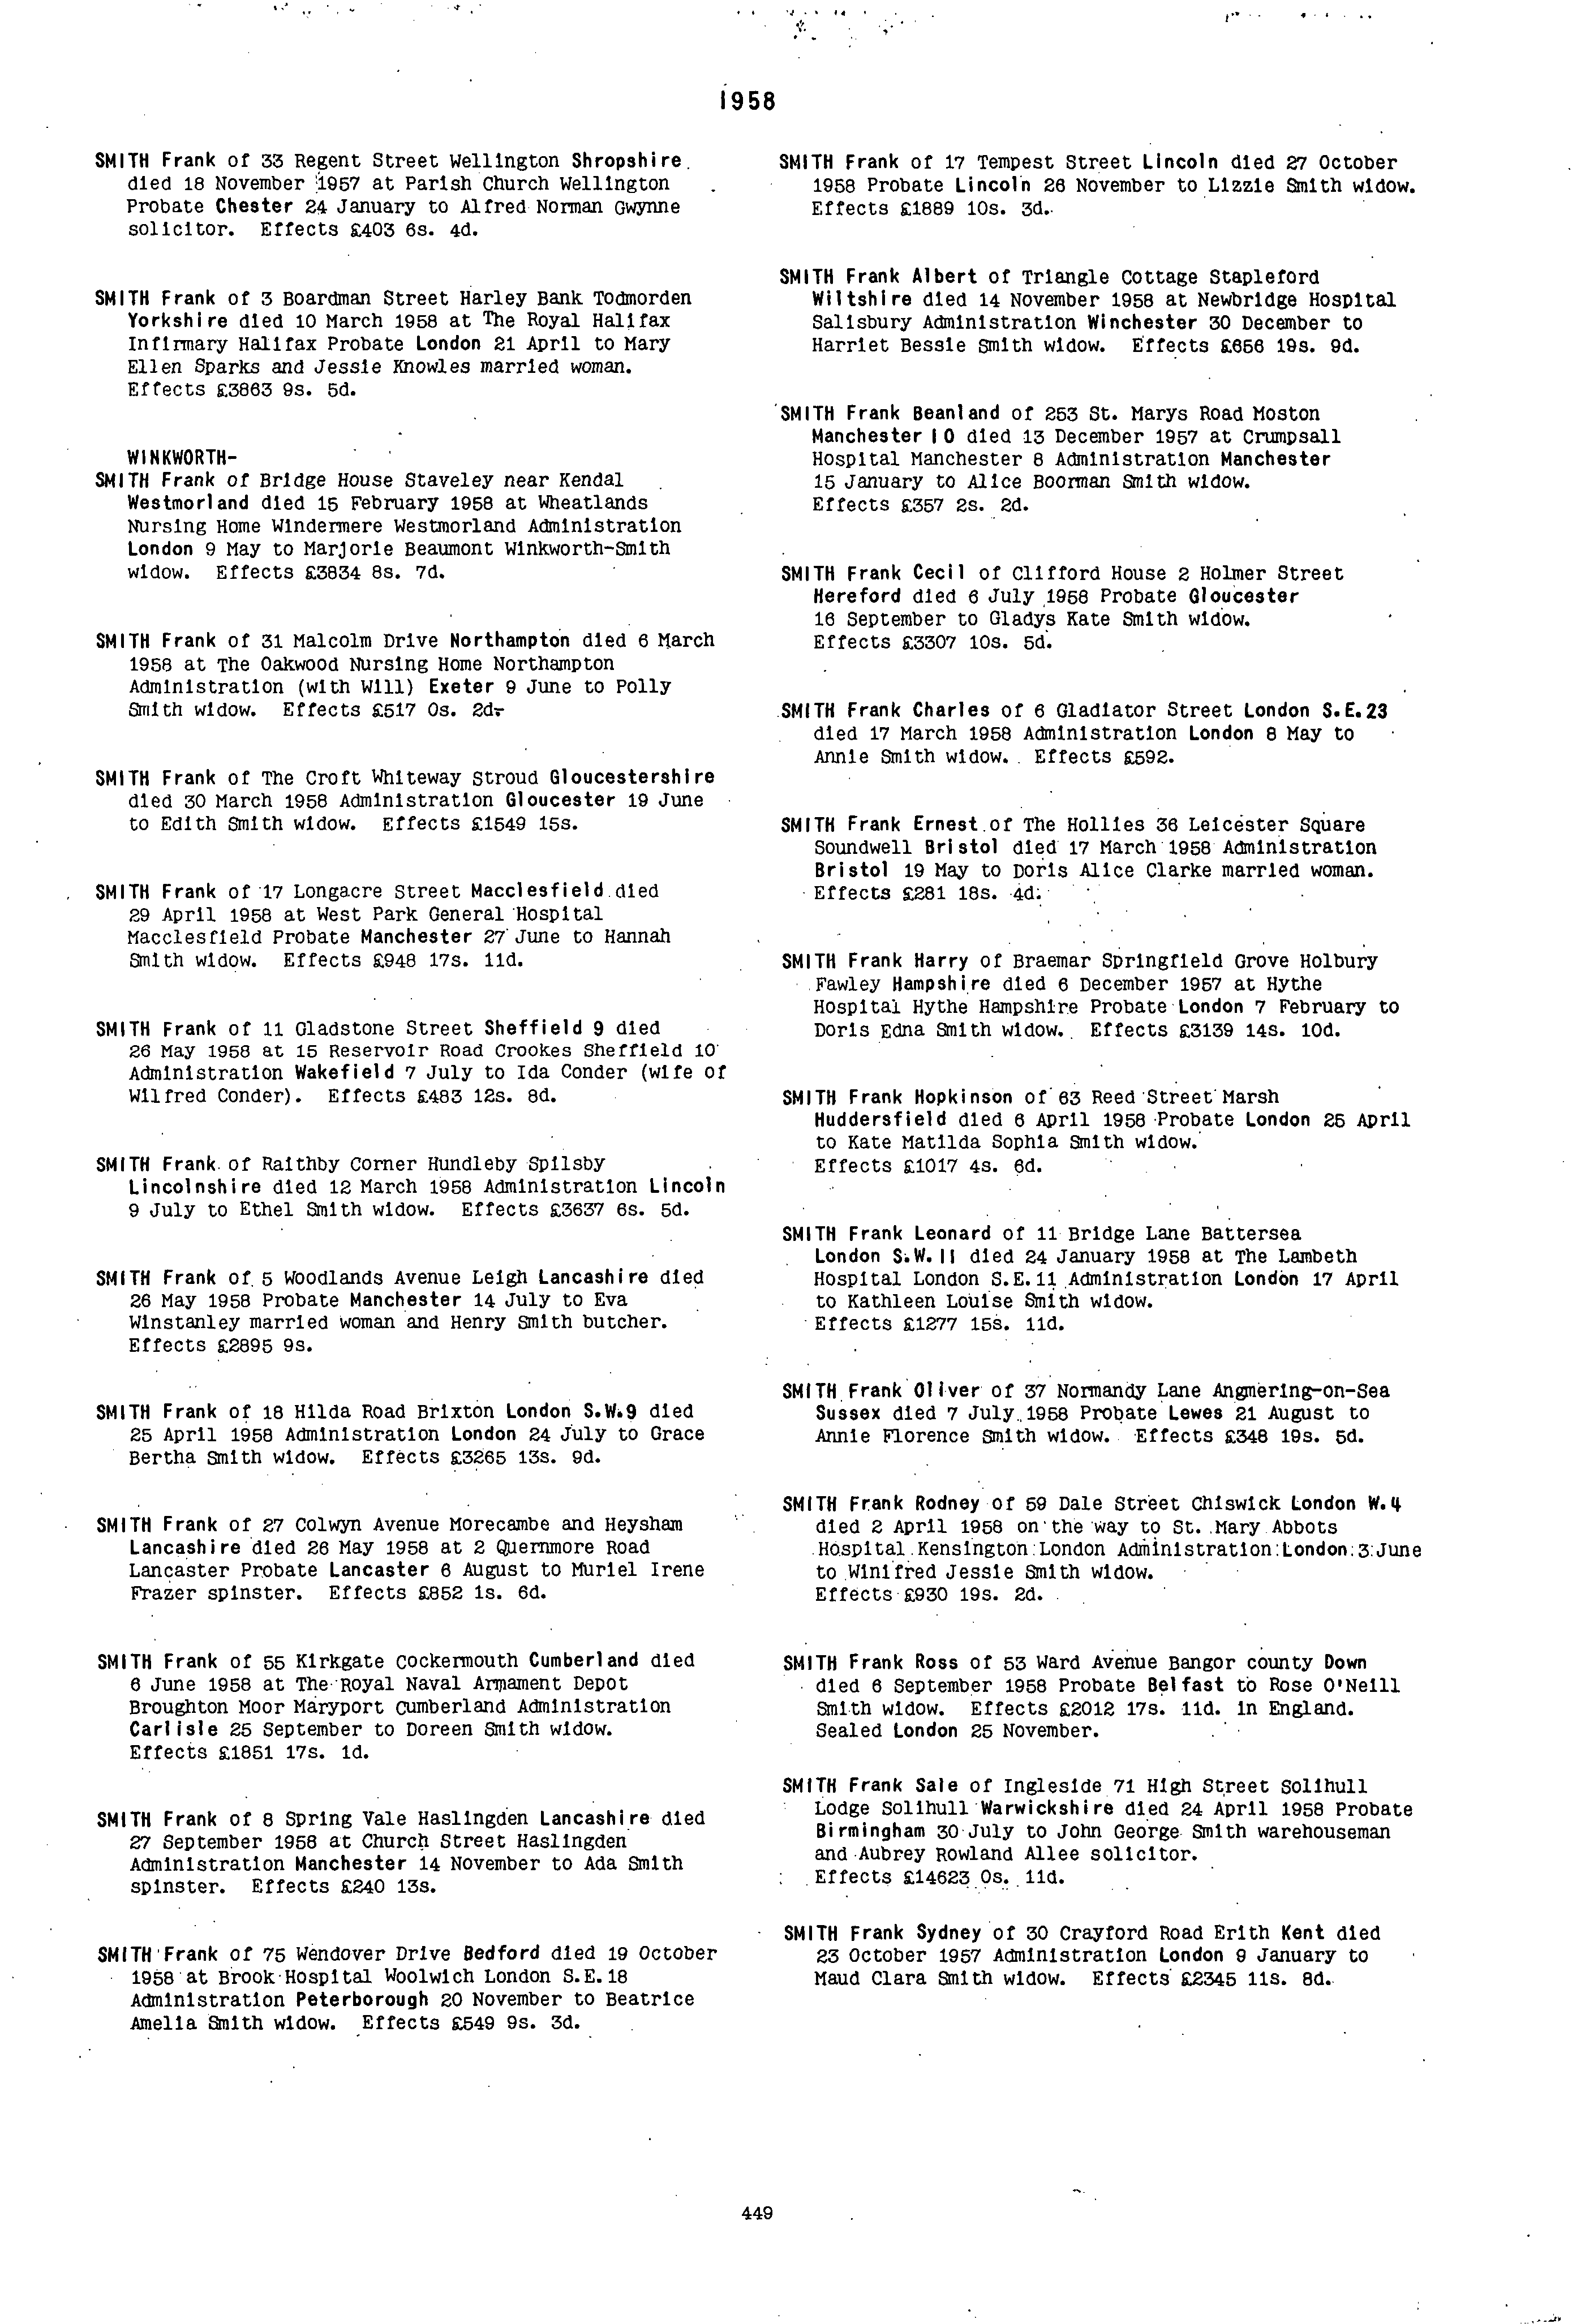 1958
SMITH Frank of 33 Regent Street Wellington Shropshire
died 18 November 1957 at Parish Church Wellington
Probate Chester 24 January to Alfred Norman Gwynne
solicitor. Effects £403 6s. 4d.
SMITH Frank of 3 Boardman Street Harley Bank Todmorden
Yorkshire died 10 March 1958 at The Royal Halifax
Infirmary Halifax Probate London 21 April to Mary
Ellen Sparks and Jessie Knowles married woman.
Effects £3863 9s. 5d.
WINKWORTH-
SMITH Frank of Bridge House Staveley near Kendal
Westmorland died 15 February 1958 at Wheatlands
Nursing Home Windermere Westmorland Administration
London 9 May to Marjorie Beaumont Winkworth-Smith
widow. Effects £3834 8s. 7d.
SMITH Frank of 31 Malcolm Drive Northampton died 6 March
1958 at The Oakwood Nursing Home Northampton
Administration (with Will) Exeter 9 June to Polly
Smith widow. Effects £517 0s. 2d.
SMITH Frank of The Croft Whiteway Stroud Gloucestershire
died 30 March 1958 Administration Gloucester 19 June
to Edith Smith widow. Effects £1549 15s.
SMITH Frank of 17 Longacre Street Macclesfield died
29 April 1958 at West Park General Hospital
Macclesfield Probate Manchester 27 June to Hannah
Smith widow. Effects £948 17s. 11d.
SMITH Frank of 11 Gladstone Street Sheffield 9 died
26 May 1958 at 15 Reservoir Road Crookes Sheffield 10
Administration Wakefield 7 July to Ida Conder (wife of
Wilfred Conder). Effects £483 12s. 8d.
SMITH Frank of Raithby Corner Hundleby Spilsby
Lincolnshire died 12 March 1958 Administration Lincoln
9 July to Ethel Smith widow. Effects £3637 6s. 5d.
SMITH Frank of 5 Woodlands Avenue Leigh Lancashire died
26 May 1958 Probate Manchester 14 July to Eva
Winstanley married woman and Henry Smith butcher.
Effects £2895 9s.
SMITH Frank of 18 Hilda Road Brixton London S.W.9 died
25 April 1958 Administration London 24 July to Grace
Bertha Smith widow. Effects £3265 13s. 9d.
SMITH Frank of 27 Colwyn Avenue Morecambe and Heysham
Lancashire died 26 May 1958 at 2 Quernmore Road
Lancaster Probate Lancaster 6 August to Muriel Irene
Frazer spinster. Effects £852 1s. 6d.
SMITH Frank of 55 Kirkgate Cockermouth Cumberland died
6 June 1958 at The Royal Naval Armament Depot
Broughton Moor Maryport Cumberland Administration
Carlisle 25 September to Doreen Smith widow.
Effects £1851 17s. 1d.
SMITH Frank of 8 Spring Vale Haslingden Lancashire died
27 September 1958 at Church Street Haslingden
Administration Manchester 14 November to Ada Smith
spinster. Effects £240 13s.
SMITH Frank of 75 Wendover Drive Bedford died 19 October
1958 at Brook Hospital Woolwich London S.E.18
Administration Peterborough 20 November to Beatrice
Amelia Smith widow. Effects £549 9s. 3d.
SMITH Frank of 17 Tempest Street Lincoln died 27 October
1958 Probate Lincoln 26 November to Lizzie Smith widow.
Effects £1889 10s. 3d.
SMITH Frank Albert of Triangle Cottage Stapleford
Wiltshire died 14 November 1958 at Newbridge Hospital
Salisbury Administration Winchester 30 December to
Harriet Bessie Smith widow. Effects £656 19s. 9d.
SMITH Frank Beanland of 253 St. Marys Road Moston
Manchester 10 died 13 December 1957 at Crumpsall
Hospital Manchester 8 Administration Manchester
15 January to Alice Boorman Smith widow.
Effects £357 2s. 2d.
SMITH Frank Cecil of Clifford House 2 Holmer Street
Hereford died 6 July 1958 Probate Gloucester
16 September to Gladys Kate Smith widow.
Effects £3307 10s. 5d.
SMITH Frank Charles of 6 Gladiator Street London S.E.23
died 17 March 1958 Administration London 8 May to
Annie Smith widow. Effects £592.
SMITH Frank Ernest of The Hollies 36 Leicester Square
Soundwell Bristol died 17 March 1958 Administration
Bristol 19 May to Doris Alice Clarke married woman.
Effects £281 18s. 4d.
SMITH Frank Harry of Braemar Springfield Grove Holbury
Fawley Hampshire died 6 December 1957 at Hythe
Hospital Hythe Hampshire Probate London 7 February to
Doris Edna Smith widow. Effects £3139 14s. 10d.
SMITH Frank Hopkinson of 63 Reed Street Marsh
Huddersfield died 6 April 1958 Probate London 25 April
to Kate Matilda Sophia Smith widow.
Effects £1017 4s. 6d.
SMITH Frank Leonard of 11 Bridge Lane Battersea
London S.W.11 died 24 January 1958 at The Lambeth
Hospital London S.E.11 Administration London 17 April
to Kathleen Louise Smith widow.
Effects £1277 15s. 11d.
SMITH Frank Oliver of 37 Normandy Lane Angmering-on-Sea
Sussex died 7 July 1958 Probate Lewes 21 August to
Annie Florence Smith widow. Effects £348 19s. 5d.
SMITH Frank Rodney of 59 Dale Street Chiswick London W.4
died 2 April 1958 on the way to St. Mary Abbots
Hospital Kensington London Administration London 3 June
to Winifred Jessie Smith widow.
Effects £930 19s. 2d.
SMITH Frank Ross of 53 Ward Avenue Bangor county Down
died 6 September 1958 Probate Belfast to Rose O'Neill
Smith widow. Effects £2012 17s. 11d. in England.
Sealed London 25 November.
SMITH Frank Sale of Ingleside 71 High Street Solihull
Lodge Solihull Warwickshire died 24 April 1958 Probate
Birmingham 30 July to John George Smith warehouseman
and Aubrey Rowland Allee solicitor.
Effects £14623 0s. 11d.
SMITH Frank Sydney of 30 Crayford Road Erith Kent died
23 October 1957 Administration London 9 January to
Maud Clara Smith widow. Effects £2345 11s. 8d.
449